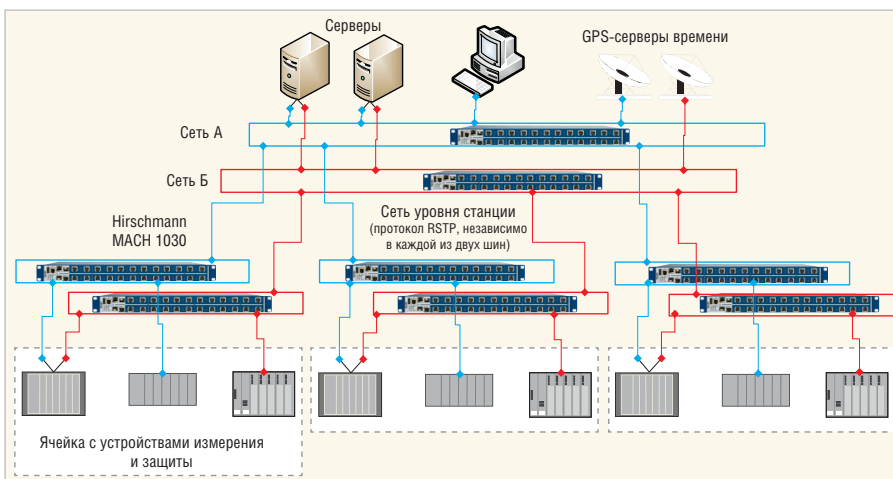 Серверы
GPS-серверы времени
Сеть А
Сеть Б
Hirschmann
MACH 1030
Сеть уровня станции
(протокол RSTP, независимо
в каждой из двух шин)
Ячейка с устройствами измерения
и защиты